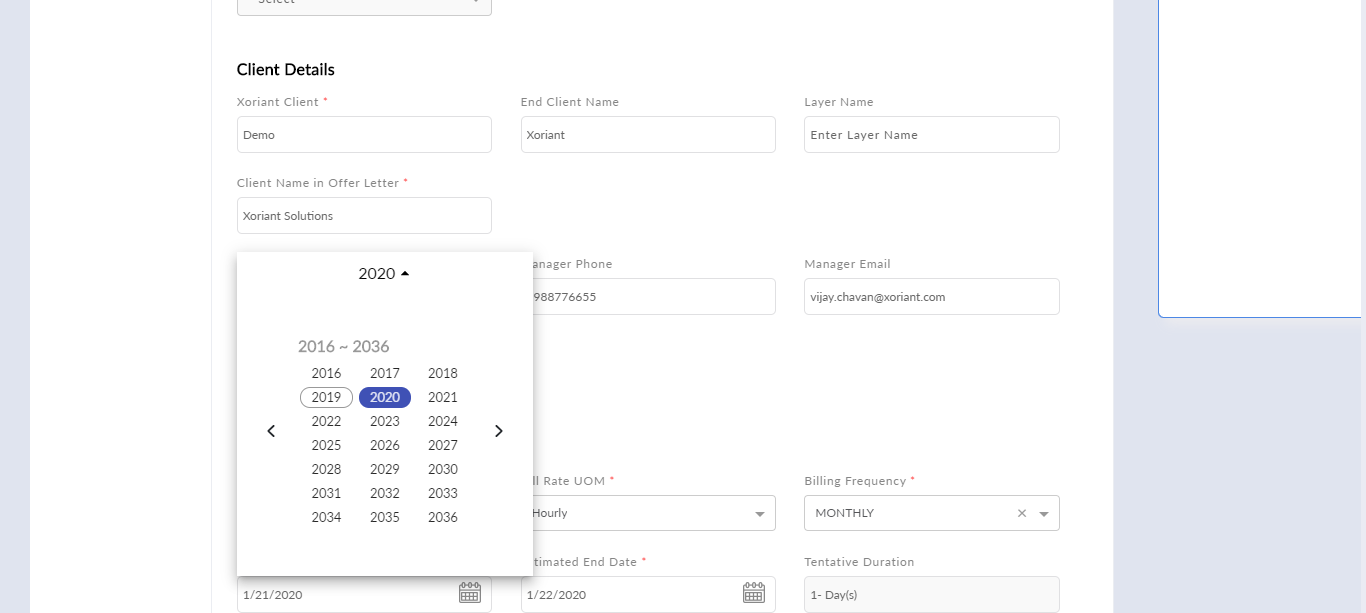 Select
Client Details
Xoriant Client *
End Client Name
Layer Name
Demo
Xoriant
Enter Layer Name
Client Name in Offer Letter *
Xoriant Solutions
2020
anager Phone
Manager Email
988776655
vijay.chavan@xoriant.com
2016 ~ 2036
2016 2017 2018
2019 2020 2021
2022 2023 2024
2025 2026 2027
2028 2029 2030
2031 2032 2033
2034 2035 2036
ll Rate UOM *
Billing Frequency *
Hourly
MONTHLY
timated End Date *
Tentative Duration
1/21/2020
1/22/2020
1- Day(s)